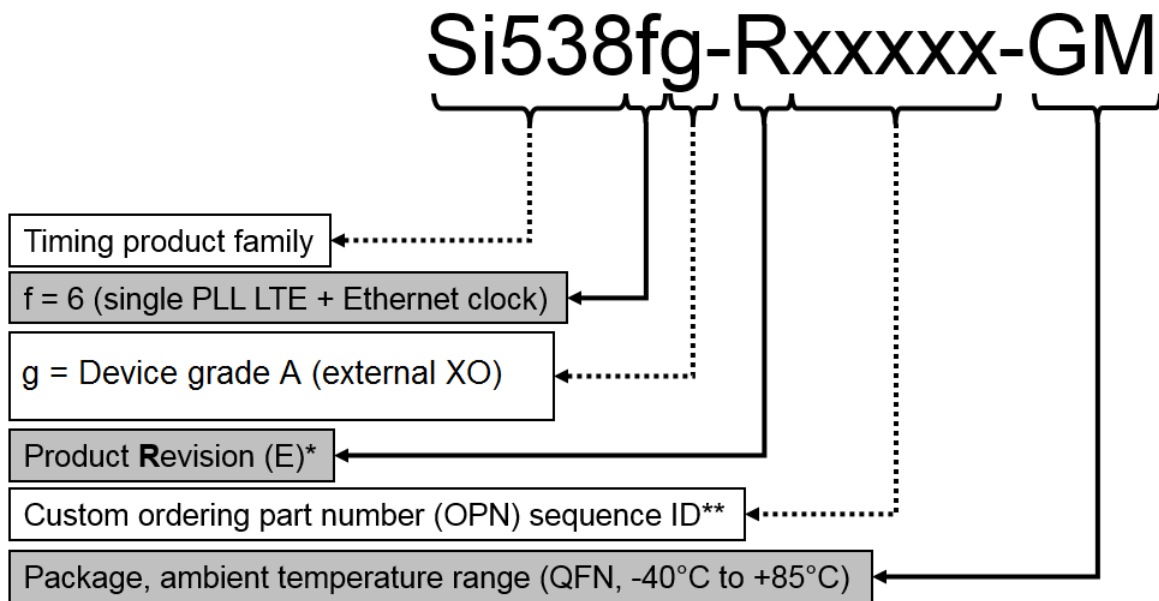 Si538fg-Rxxxxx-GM
Timing product family
f = 6 (single PLL LTE + Ethernet clock)
g = Device grade A (external XO)
Product Revision (E)*
Custom ordering part number (OPN) sequence ID**
Package, ambient temperature range (QFN, -40°C to +85°C)